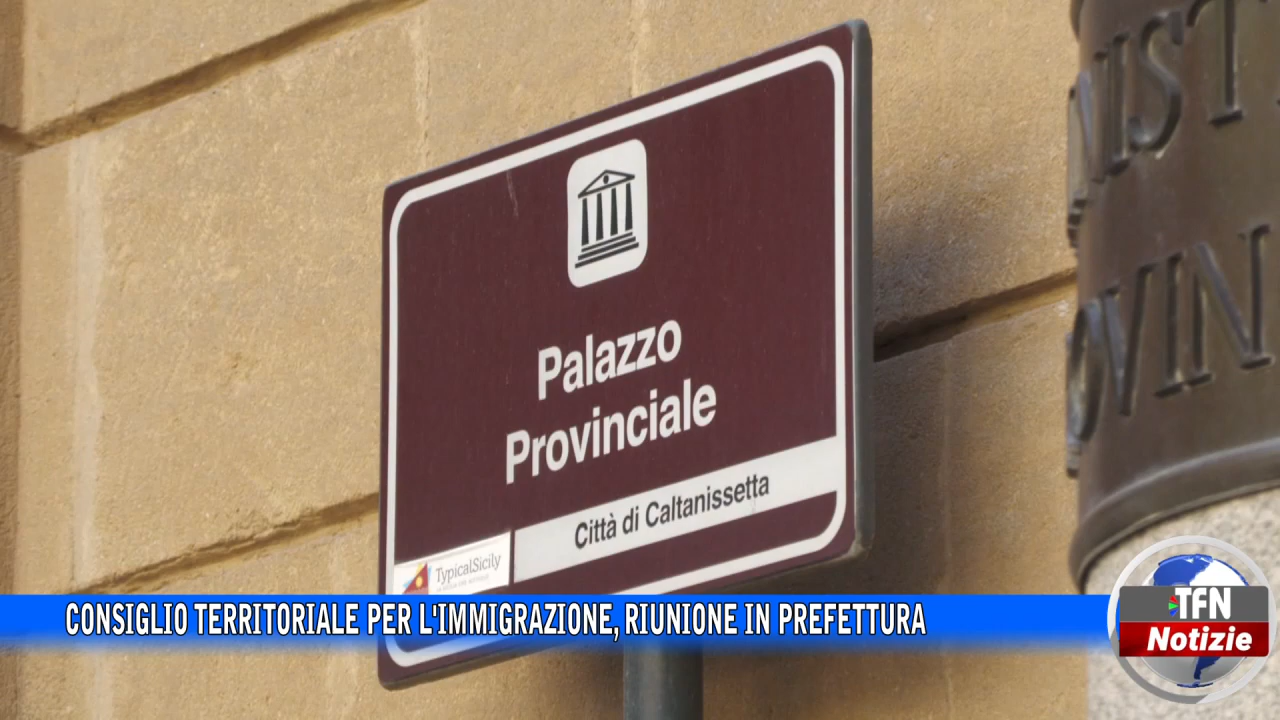 Palazzo
Provinciale
Città di Caltanissetta
TypicalSicily
CONSIGLIO TERRITORIALE PER L'IMMIGRAZIONE, RIUNIONE IN PREFETTURA
TFN
Notizie